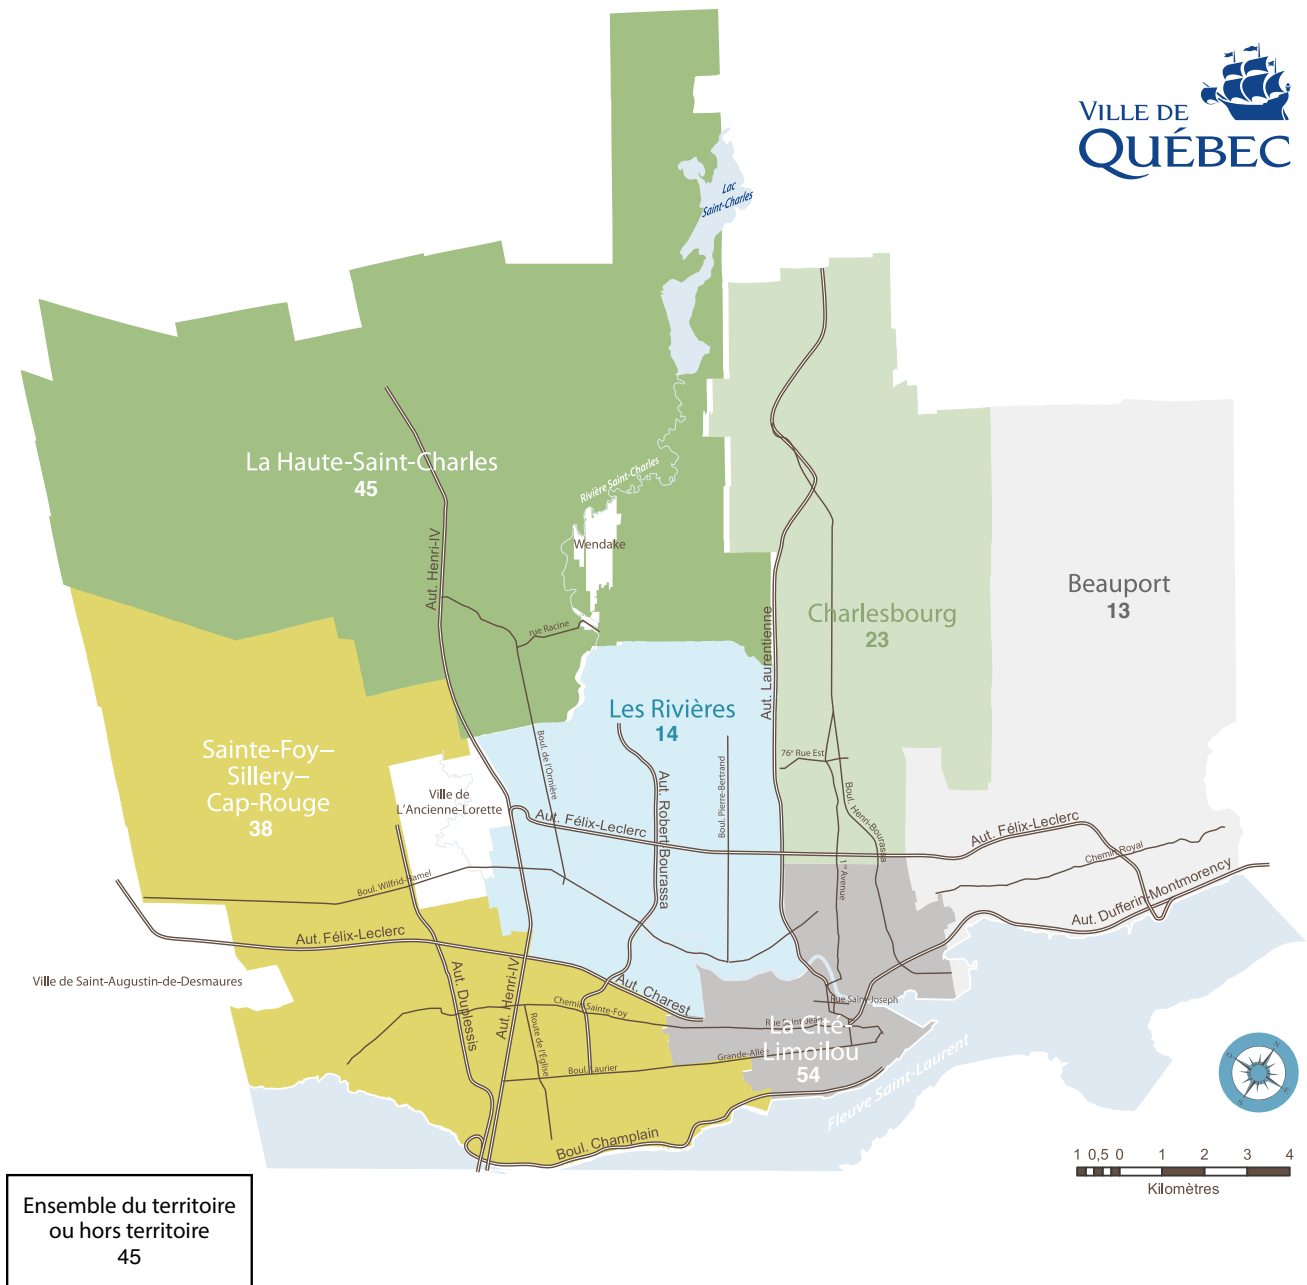 VILLE DE
QUÉBEC
Lac
Saint-Charles
La Haute-Saint-Charles
45
Rivière Saint-Charles
Wendake
Aut. Henri-IV
rue Racine
Aut. Laurentienne
Charlesbourg
23
Beauport
13
Les Rivières
14
Sainte-Foy–
Sillery–
Cap-Rouge
38
Boul. de l'Ormière
76e Rue Est
Ville de
L'Ancienne-Lorette
Aut. Robert-Bourassa
Boul. Pierre-Bertrand
Boul. Henri-Bourassa
Aut. Félix-Leclerc
Aut. Félix-Leclerc
Chemin Royal
1re Avenue
Boul. Wilfrid-Hamel
Aut. Dufferin-Montmorency
Aut. Félix-Leclerc
Ville de Saint-Augustin-de-Desmaures
Aut. Duplessis
Aut. Henri-IV
Aut. Charest
Chemin Sainte-Foy
Route de l'Église
Rue Saint-Joseph
Rue Saint-Jean
La Cité-
Limoilou
54
Grande-Allée
Boul. Laurier
Fleuve Saint-Laurent
Boul. Champlain
N
O
E
S
1 0,5 0 1 2 3 4
Kilomètres
Ensemble du territoire
ou hors territoire
45